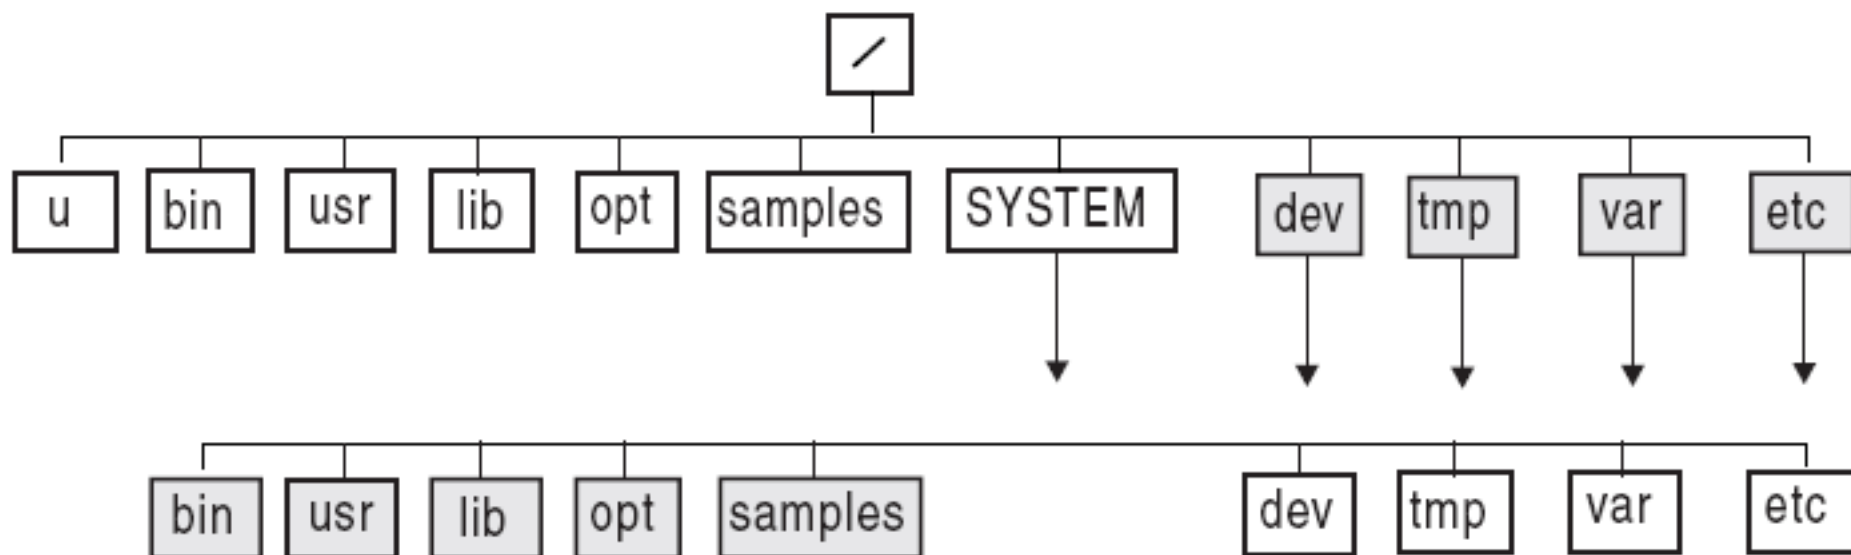 /
u bin usr lib opt samples SYSTEM dev tmp var etc
bin usr lib opt samples dev tmp var etc